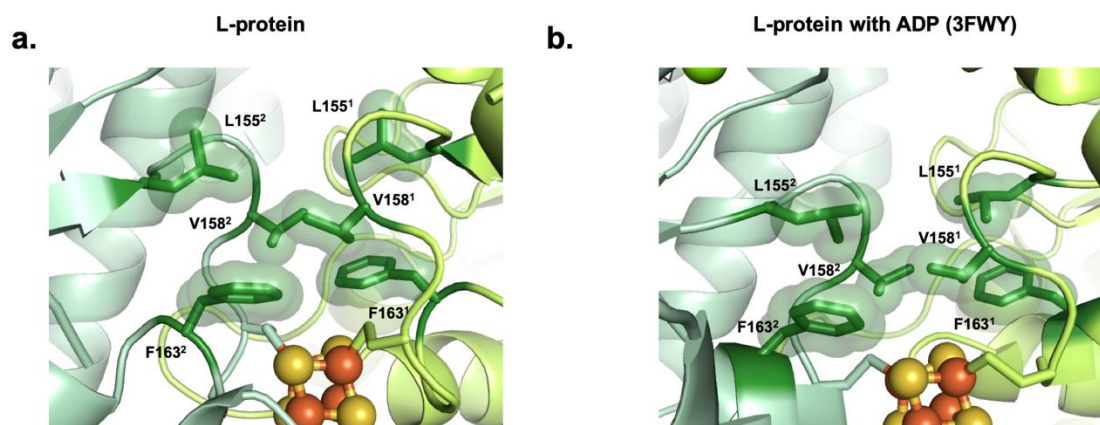 a.
L-protein
L155²
L155¹
V158²
V158¹
F163²
F163¹
b.
L-protein with ADP (3FWY)
L155²
L155¹
V158¹
V158²
F163²
F163¹